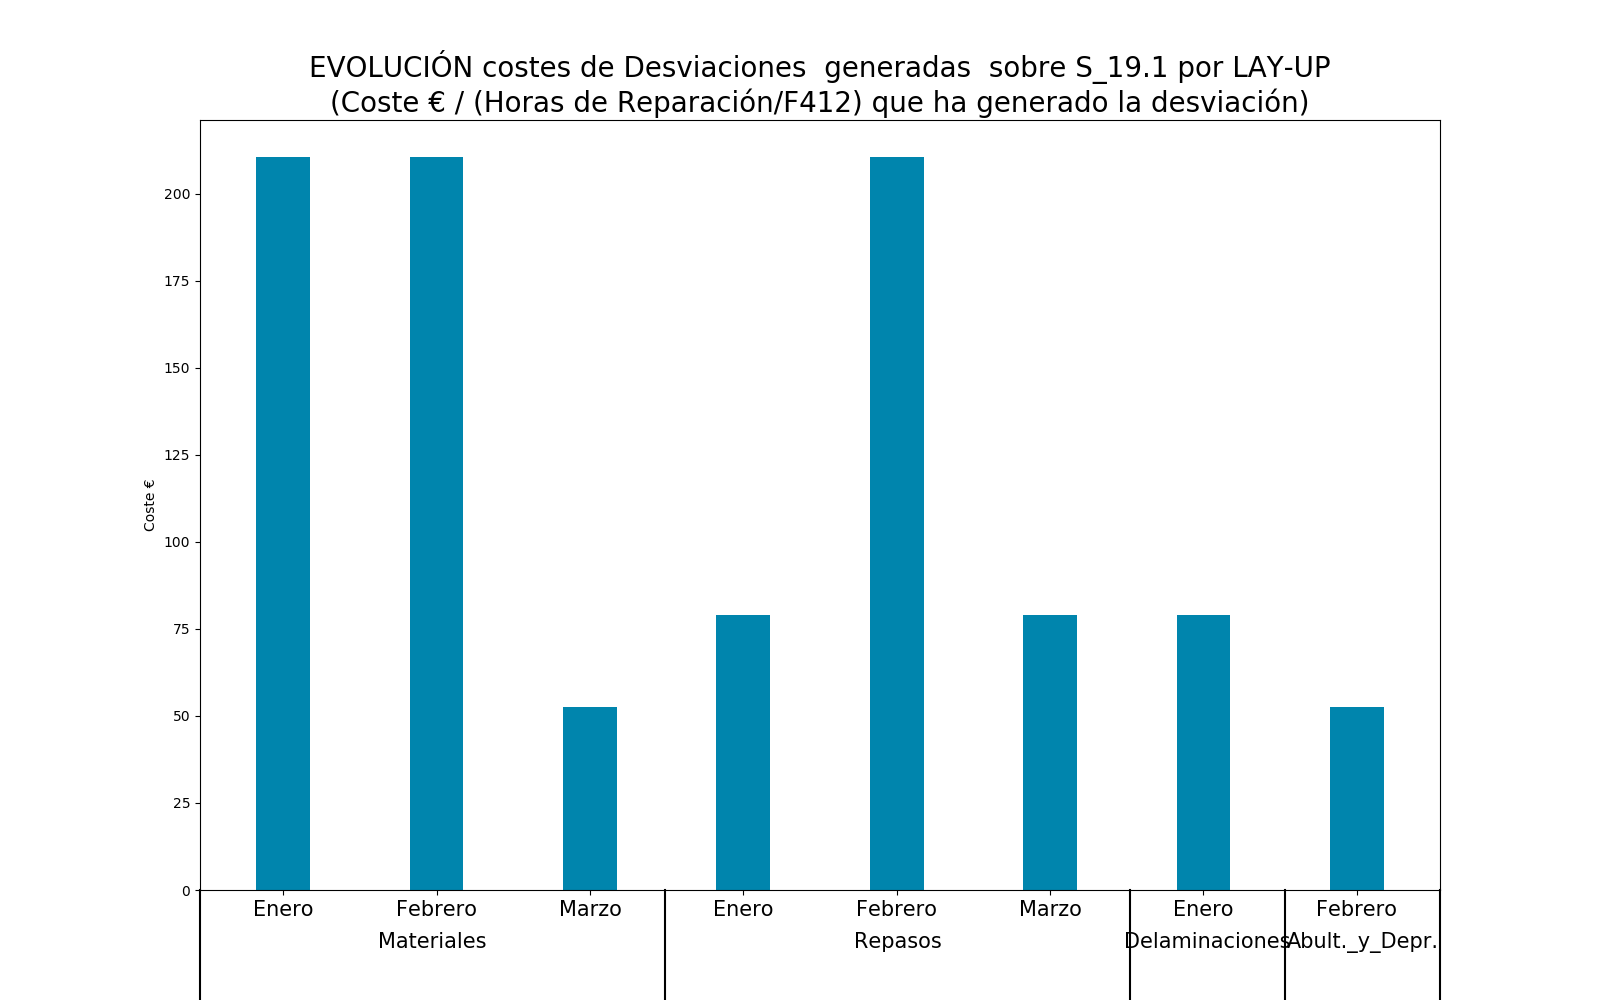 EVOLUCIÓN costes de Desviaciones  generadas  sobre S_19.1 por LAY-UP
(Coste € / (Horas de Reparación/F412) que ha generado la desviación)
200
175
150
125
100
75
50
25
0
Coste €
Enero Febrero Marzo Enero Febrero Marzo Enero Febrero
Materiales Repasos Delaminaciones Abult._y_Depr.